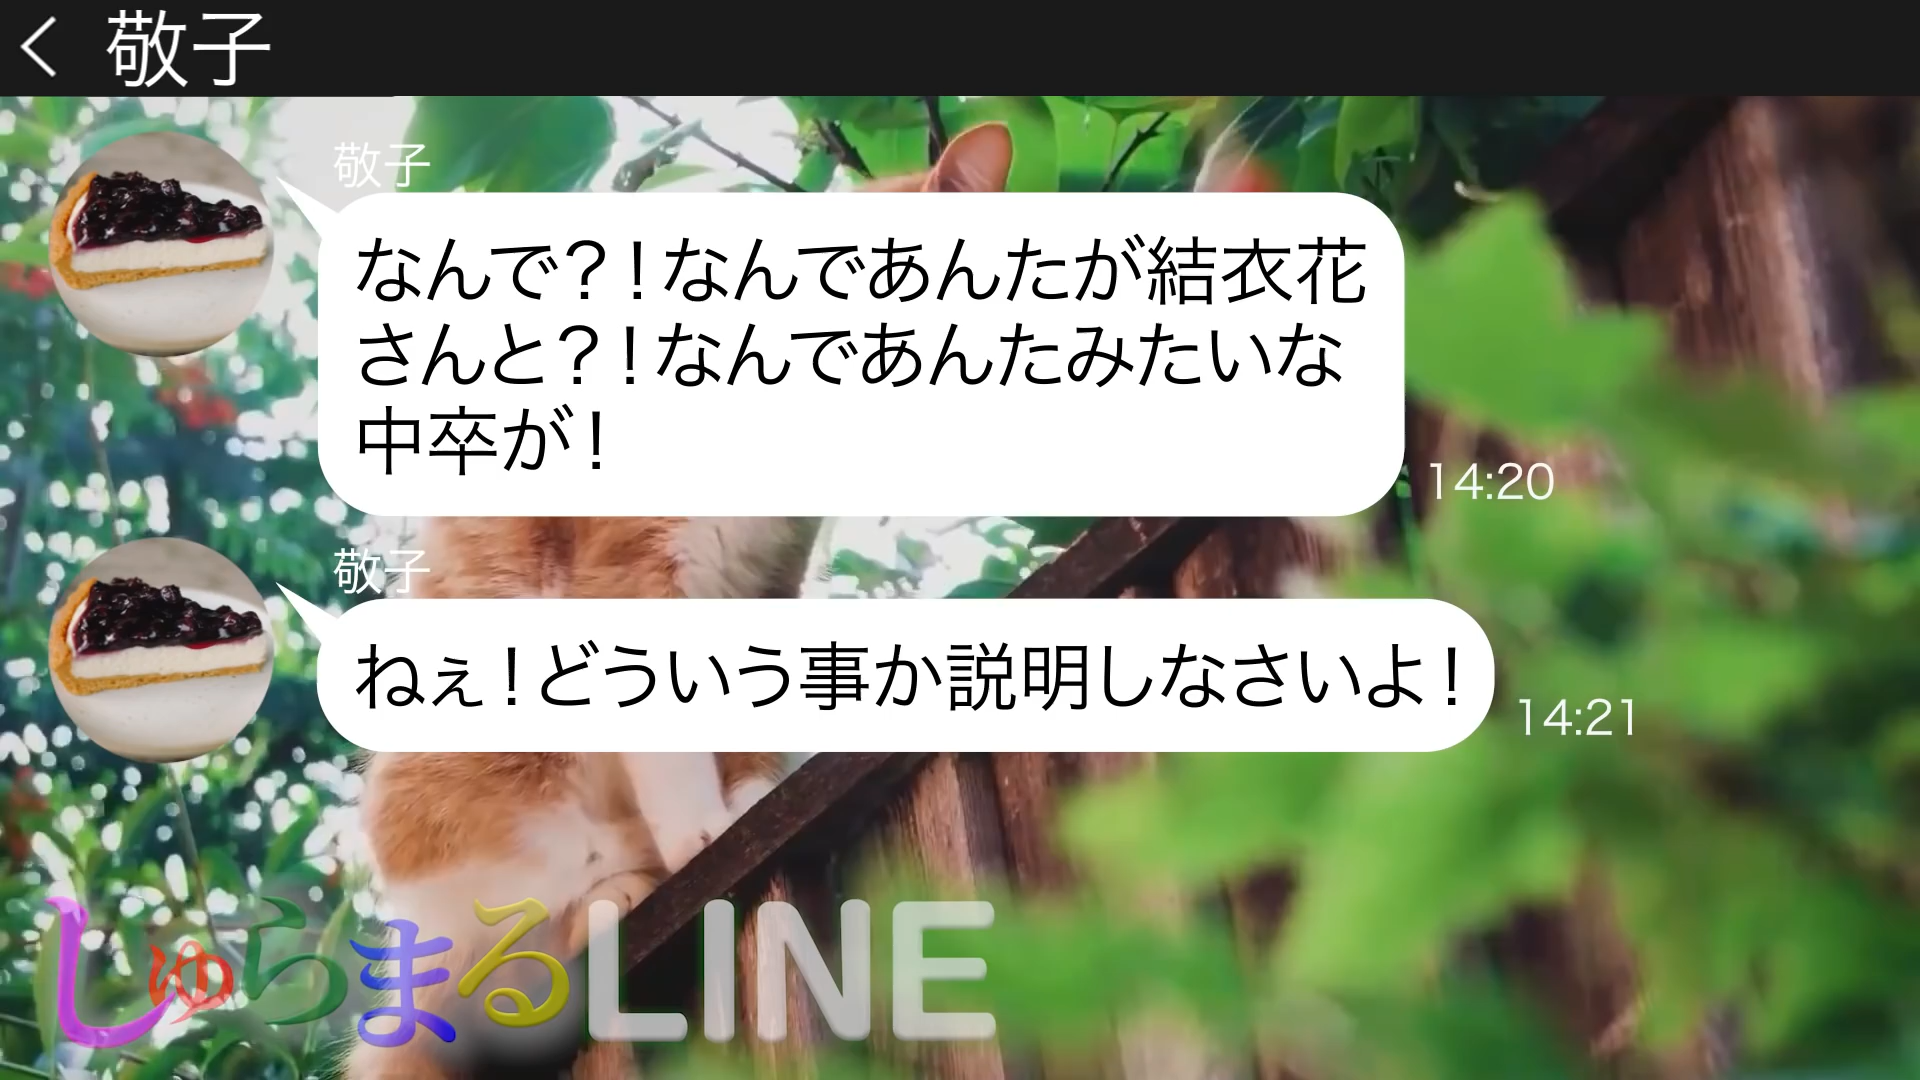 敬子
敬子
なんで？！なんであんたが結衣花
さんと？！なんであんたみたいな
中卒が！
14:20
敬子
ねぇ！どういう事か説明しなさいよ！
14:21
しゅらまるLINE